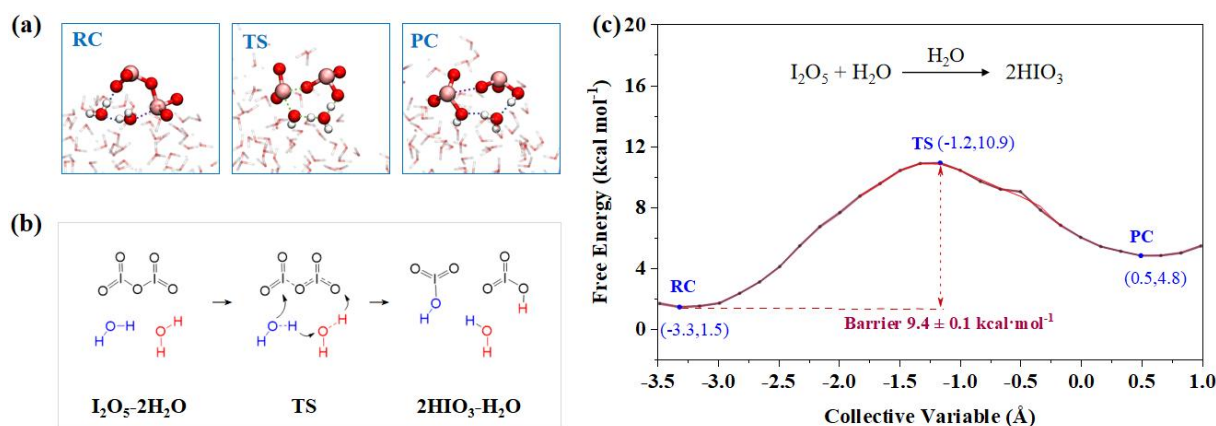 (a)
RC
TS
PC
(b)
O O O O
I I
O O O
H
O-H
H
O
H
O O O O
I I
O O O
H
O-H
H
O
H
O O
I
O
H
O O
I
O
H
H
O
H
I₂O₅-2H₂O
TS
2HIO₃-H₂O
(c)
Free Energy (kcal mol⁻¹)
20
16
12
8
4
0
H₂O
I₂O₅ + H₂O → 2HIO₃
TS (-1.2,10.9)
PC
(0.5,4.8)
RC
(-3.3,1.5)
Barrier 9.4 ± 0.1 kcal·mol⁻¹
-3.5 -3.0 -2.5 -2.0 -1.5 -1.0 -0.5 0.0 0.5 1.0
Collective Variable (Å)